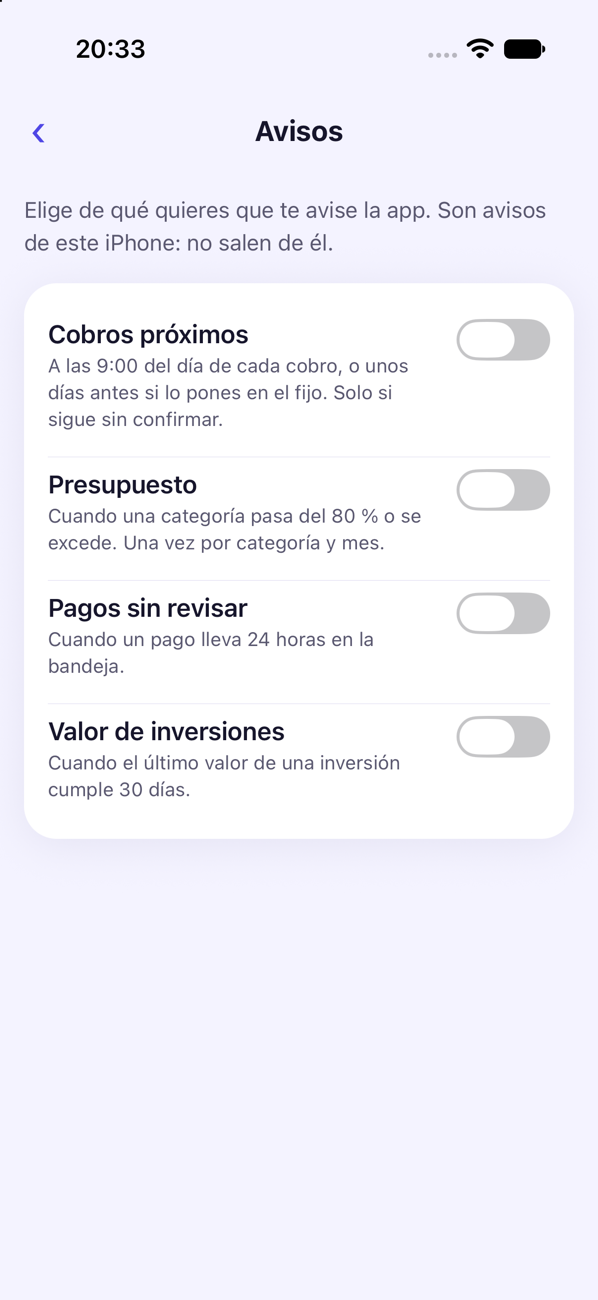 20:33
Avisos
Elige de qué quieres que te avise la app. Son avisos
de este iPhone: no salen de él.
Cobros próximos
A las 9:00 del día de cada cobro, o unos
días antes si lo pones en el fijo. Solo si
sigue sin confirmar.
Presupuesto
Cuando una categoría pasa del 80 % o se
excede. Una vez por categoría y mes.
Pagos sin revisar
Cuando un pago lleva 24 horas en la
bandeja.
Valor de inversiones
Cuando el último valor de una inversión
cumple 30 días.